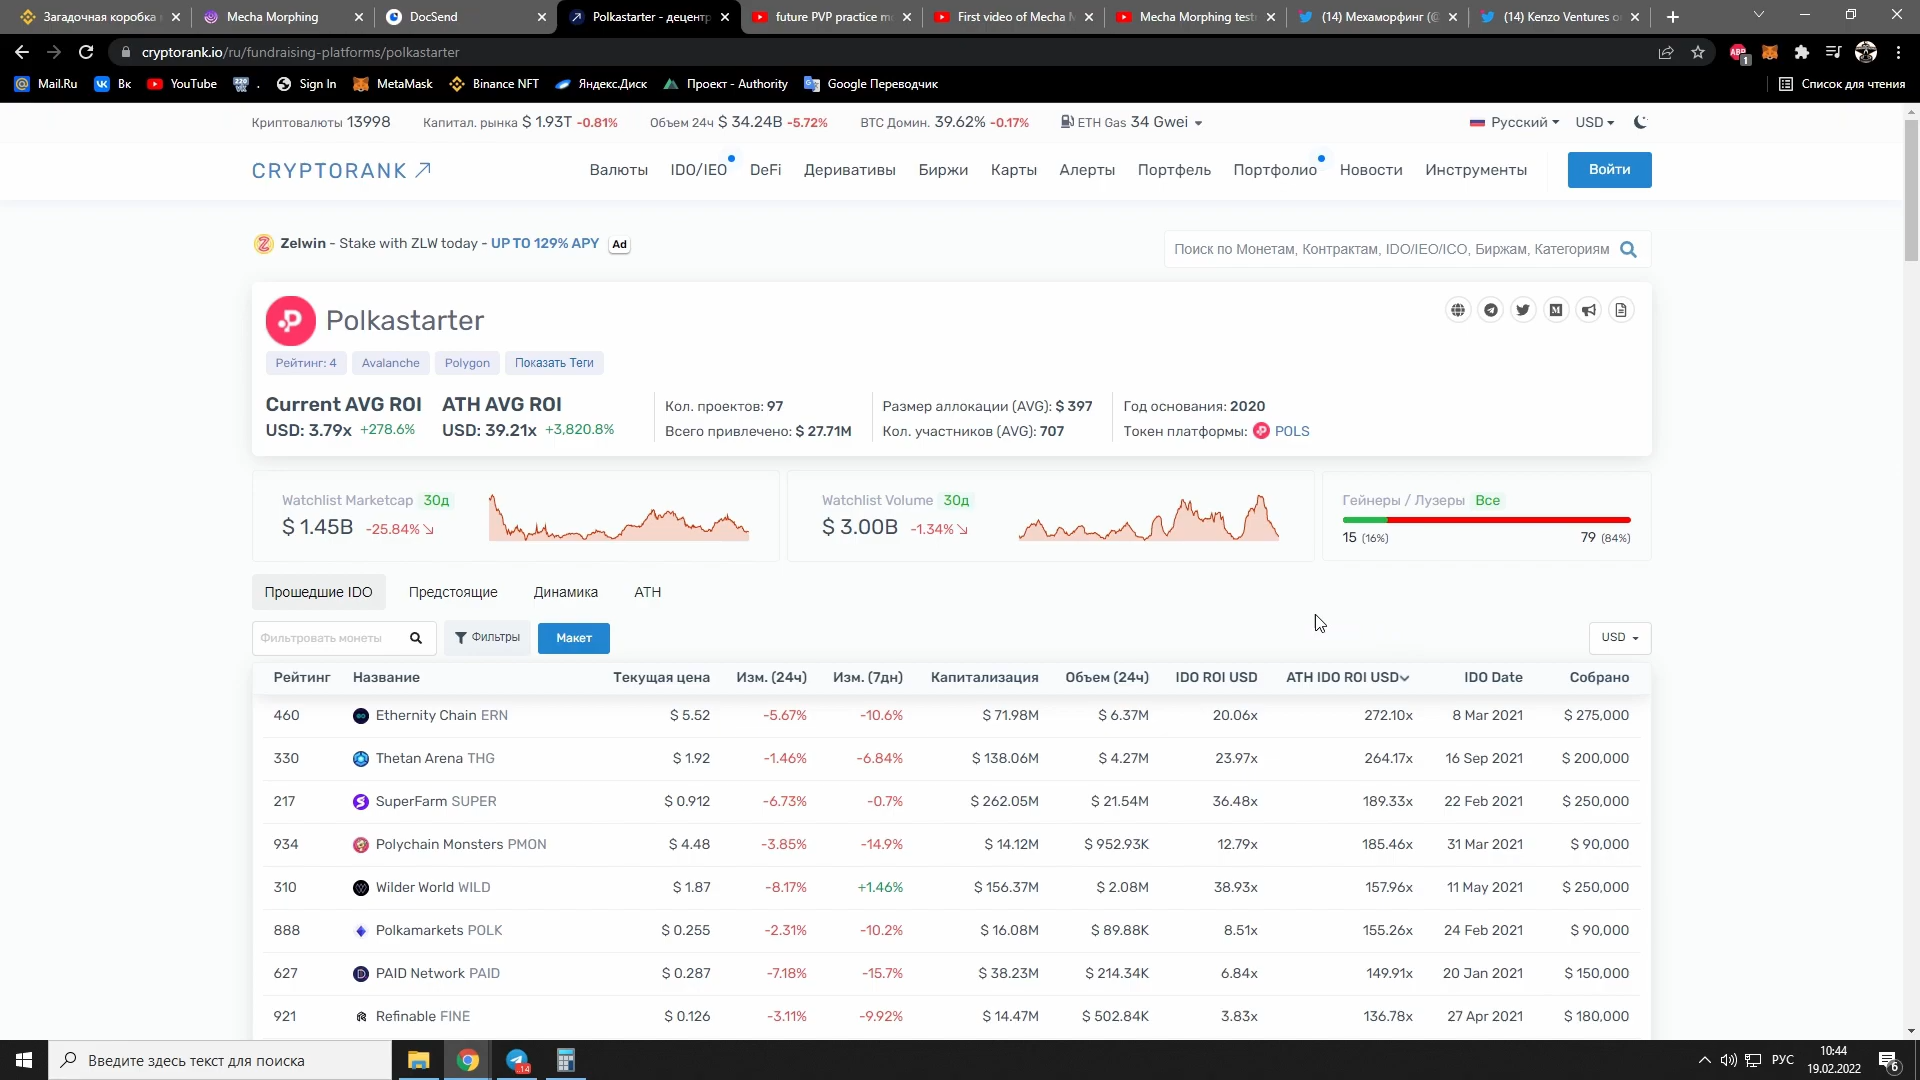 Загадочная коробка
Mecha Morphing
DocSend
Polkastarter - децентр
future PVP practice m
First video of Mecha
Mecha Morphing test
(14) Мехаморфинг (@
(14) Kenzo Ventures o
cryptorank.io/ru/fundraising-platforms/polkastarter
Mail.Ru
Вк
YouTube
.
Sign In
MetaMask
Binance NFT
Яндекс.Диск
Проект - Authority
Google Переводчик
Список для чтения
Криптовалюты 13998
Капитал. рынка $ 1.93T -0.81%
Объем 24ч $ 34.24B -5.72%
BTC Домин. 39.62% -0.17%
ETH Gas 34 Gwei
Русский
USD
CRYPTORANK
Валюты
IDO/IEO
DeFi
Деривативы
Биржи
Карты
Алерты
Портфель
Портфолио
Новости
Инструменты
Войти
Zelwin - Stake with ZLW today - UP TO 129% APY Ad
Поиск по Монетам, Контрактам, IDO/IEO/ICO, Биржам, Категориям
Polkastarter
Рейтинг: 4
Avalanche
Polygon
Показать Теги
Current AVG ROI
USD: 3.79x +278.6%
ATH AVG ROI
USD: 39.21x +3,820.8%
Кол. проектов: 97
Всего привлечено: $ 27.71M
Размер аллокации (AVG): $ 397
Кол. участников (AVG): 707
Год основания: 2020
Токен платформы: POLS
Watchlist Marketcap 30д
$ 1.45B -25.84%
Watchlist Volume 30д
$ 3.00B -1.34%
Гейнеры / Лузеры Все
15 (16%) 79 (84%)
Прошедшие IDO
Предстоящие
Динамика
ATH
Фильтровать монеты
Фильтры
Макет
USD
Рейтинг Название Текущая цена Изм. (24ч) Изм. (7дн) Капитализация Объем (24ч) IDO ROI USD ATH IDO ROI USD IDO Date Собрано
460 Ethernity Chain ERN $ 5.52 -5.67% -10.6% $ 71.98M $ 6.37M 20.06x 272.10x 8 Mar 2021 $ 275,000
330 Thetan Arena THG $ 1.92 -1.46% -6.84% $ 138.06M $ 4.27M 23.97x 264.17x 16 Sep 2021 $ 200,000
217 SuperFarm SUPER $ 0.912 -6.73% -0.7% $ 262.05M $ 21.54M 36.48x 189.33x 22 Feb 2021 $ 250,000
934 Polychain Monsters PMON $ 4.48 -3.85% -14.9% $ 14.12M $ 952.93K 12.79x 185.46x 31 Mar 2021 $ 90,000
310 Wilder World WILD $ 1.87 -8.17% +1.46% $ 156.37M $ 2.08M 38.93x 157.96x 11 May 2021 $ 250,000
888 Polkamarkets POLK $ 0.255 -2.31% -10.2% $ 16.08M $ 89.88K 8.51x 155.26x 24 Feb 2021 $ 90,000
627 PAID Network PAID $ 0.287 -7.18% -15.7% $ 38.23M $ 214.34K 6.84x 149.91x 20 Jan 2021 $ 150,000
921 Refinable FINE $ 0.126 -3.11% -9.92% $ 14.47M $ 502.84K 3.83x 136.78x 27 Apr 2021 $ 180,000
Введите здесь текст для поиска
14
РУС
10:44
19.02.2022
6